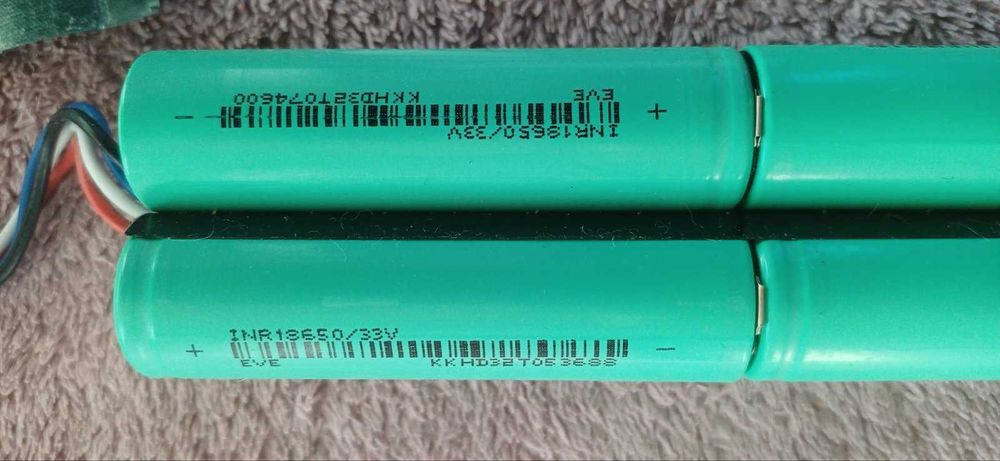 INR18650/33V
EVE KKHD32T074600
INR18650/33V
EVE KKHD32T053688